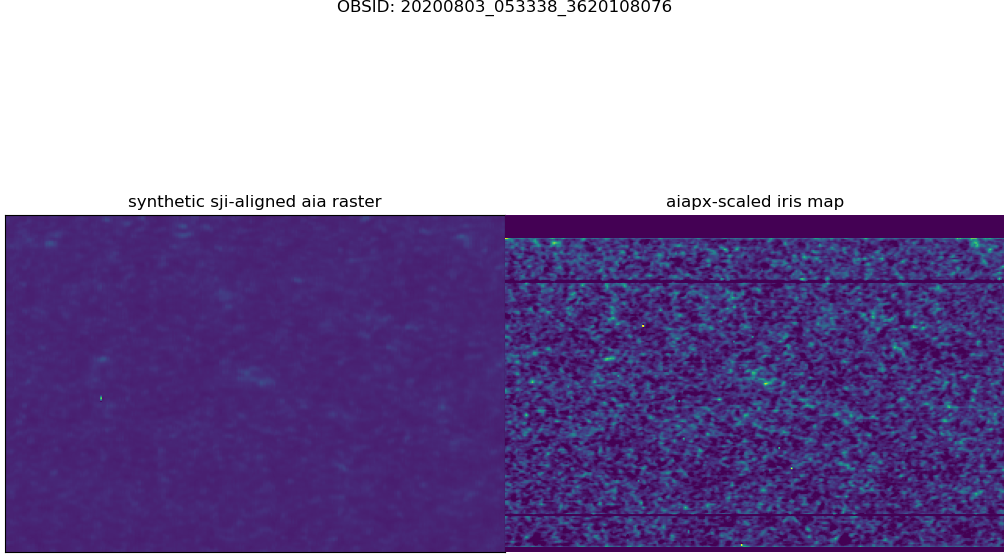 OBSID: 20200803_053338_3620108076
synthetic sji-aligned aia raster
aiapx-scaled iris map